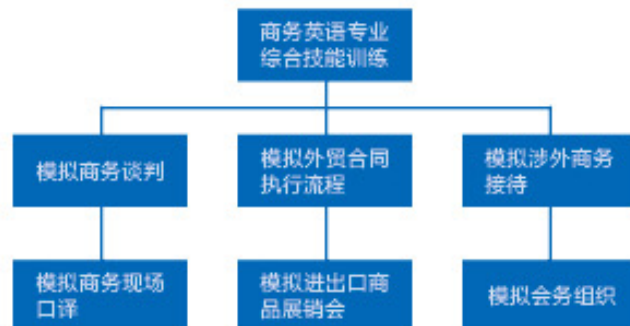 商务英语专业
综合技能训练
模拟商务谈判
模拟外贸合同
执行流程
模拟涉外商务
接待
模拟商务现场
口译
模拟进出口商
品展销会
模拟会务组织